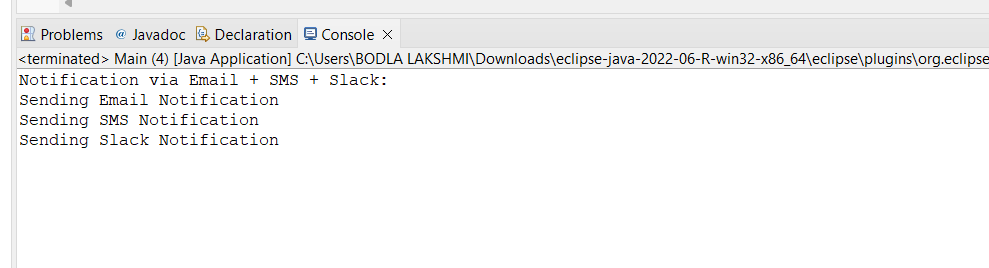 Problems @ Javadoc Declaration Console
<terminated> Main (4) [Java Application] C:\Users\BODLA LAKSHMI\Downloads\eclipse-java-2022-06-R-win32-x86_64\eclipse\plugins\org.eclipse
Notification via Email + SMS + Slack:
Sending Email Notification
Sending SMS Notification
Sending Slack Notification